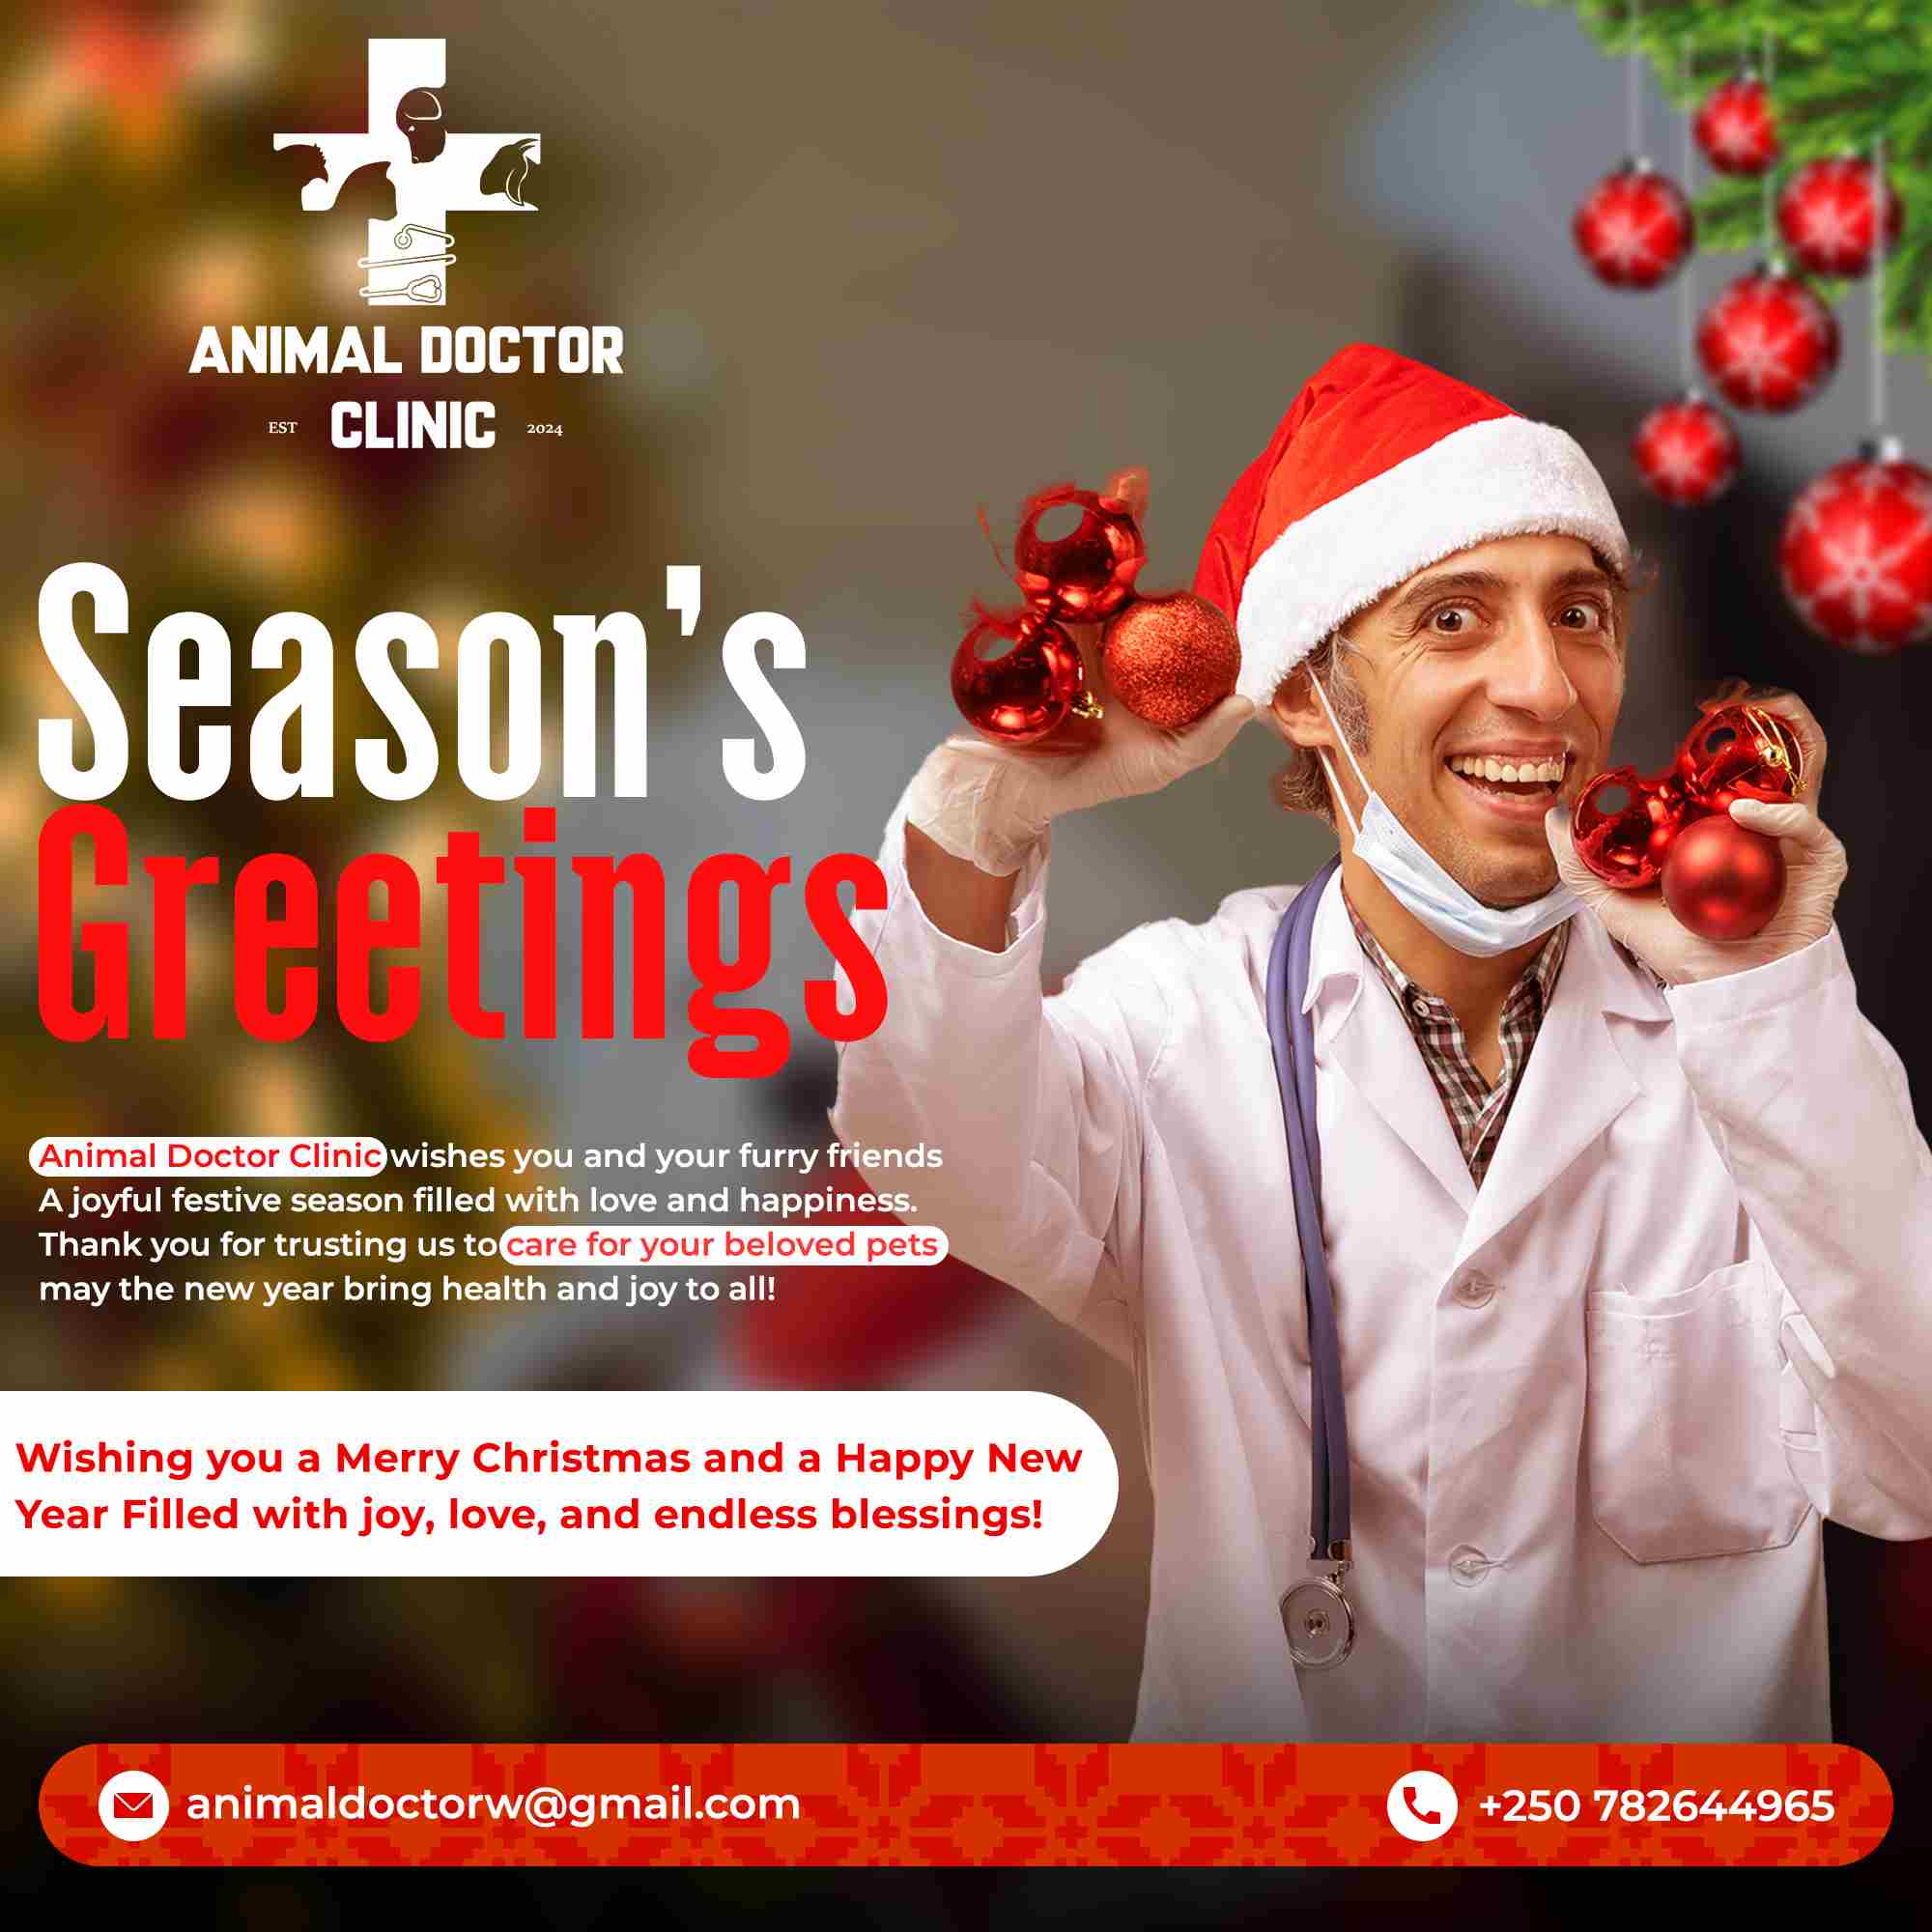 ANIMAL DOCTOR
EST CLINIC 2024
Season's
Greetings
Animal Doctor Clinic wishes you and your furry friends
A joyful festive season filled with love and happiness.
Thank you for trusting us to care for your beloved pets
may the new year bring health and joy to all!
Wishing you a Merry Christmas and a Happy New
Year Filled with joy, love, and endless blessings!
animaldoctorw@gmail.com +250 782644965